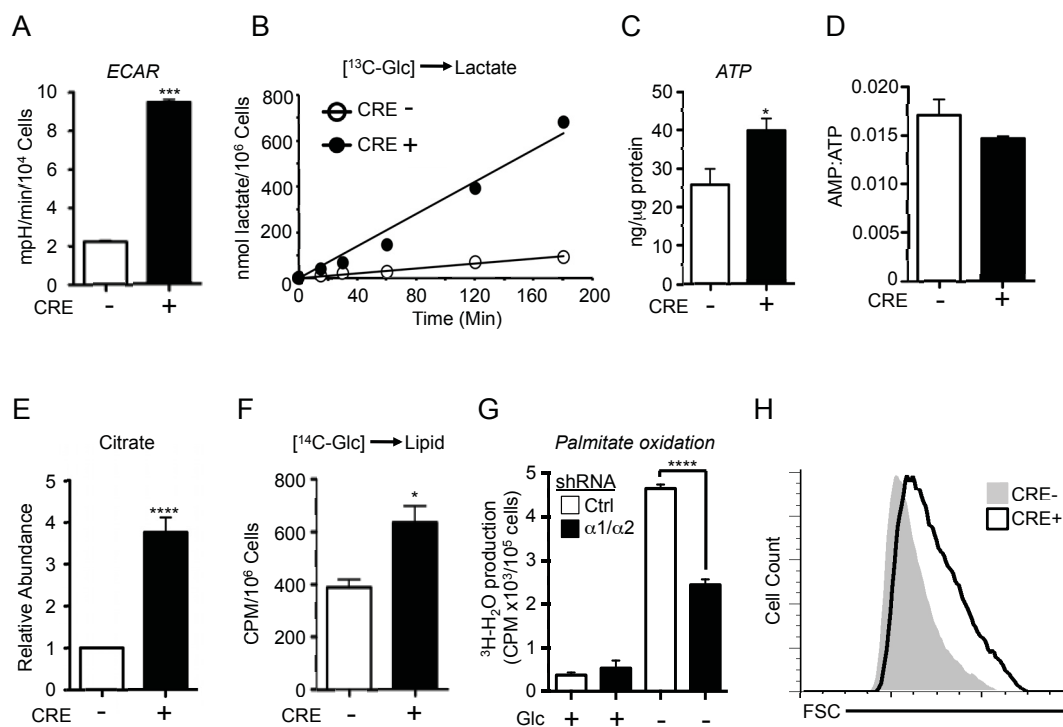 A
ECAR
mpH/min/10⁴ Cells
10
8
6
4
2
0
***
CRE - +
B
[¹³C-Glc] → Lactate
nmol lactate/10⁶ Cells
800
600
400
200
0
CRE -
CRE +
0 40 80 120 160 200
Time (Min)
C
ATP
ng/µg protein
50
40
30
20
10
0
*
CRE - +
D
AMP:ATP
0.020
0.015
0.010
0.005
0
CRE - +
E
Citrate
Relative Abundance
5
4
3
2
1
0
****
CRE - +
F
[¹⁴C-Glc] → Lipid
CPM/10⁶ Cells
800
600
400
200
0
*
CRE - +
G
Palmitate oxidation
³H-H₂O production
(CPM x10³/10⁵ cells)
5
4
3
2
1
0
shRNA
Ctrl
α1/α2
****
Glc + + - -
H
Cell Count
CRE-
CRE+
FSC